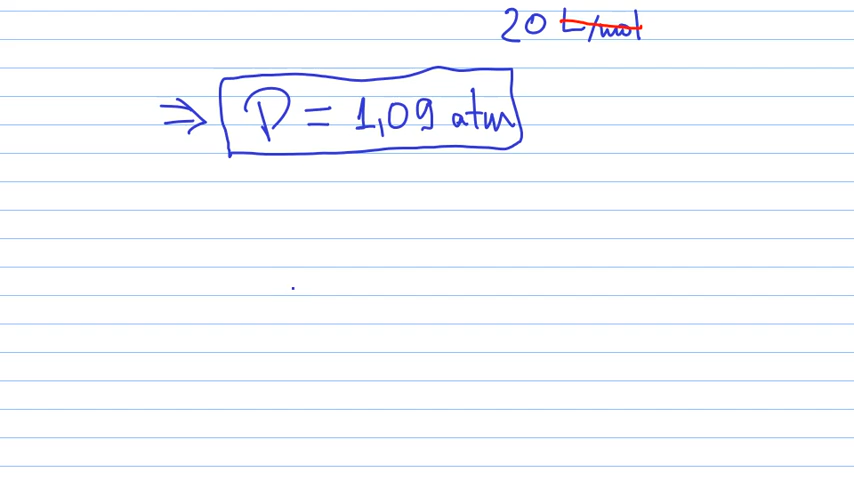 20 L/mol
⇒ P = 1,09 atm